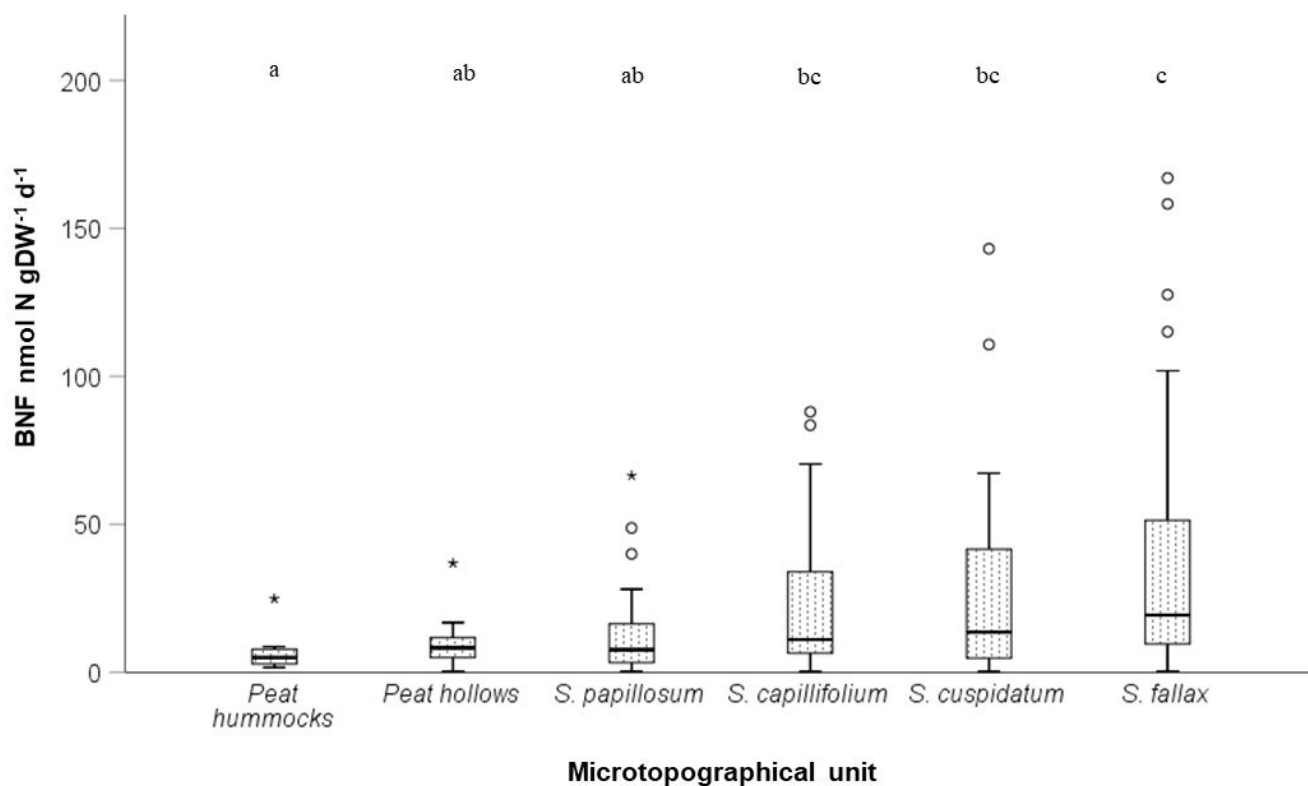 a ab ab bc bc c
200
150
100
50
0
BNF nmol N gDW⁻¹ d⁻¹
Peat hummocks
Peat hollows
S. papillosum
S. capillifolium
S. cuspidatum
S. fallax
Microtopographical unit